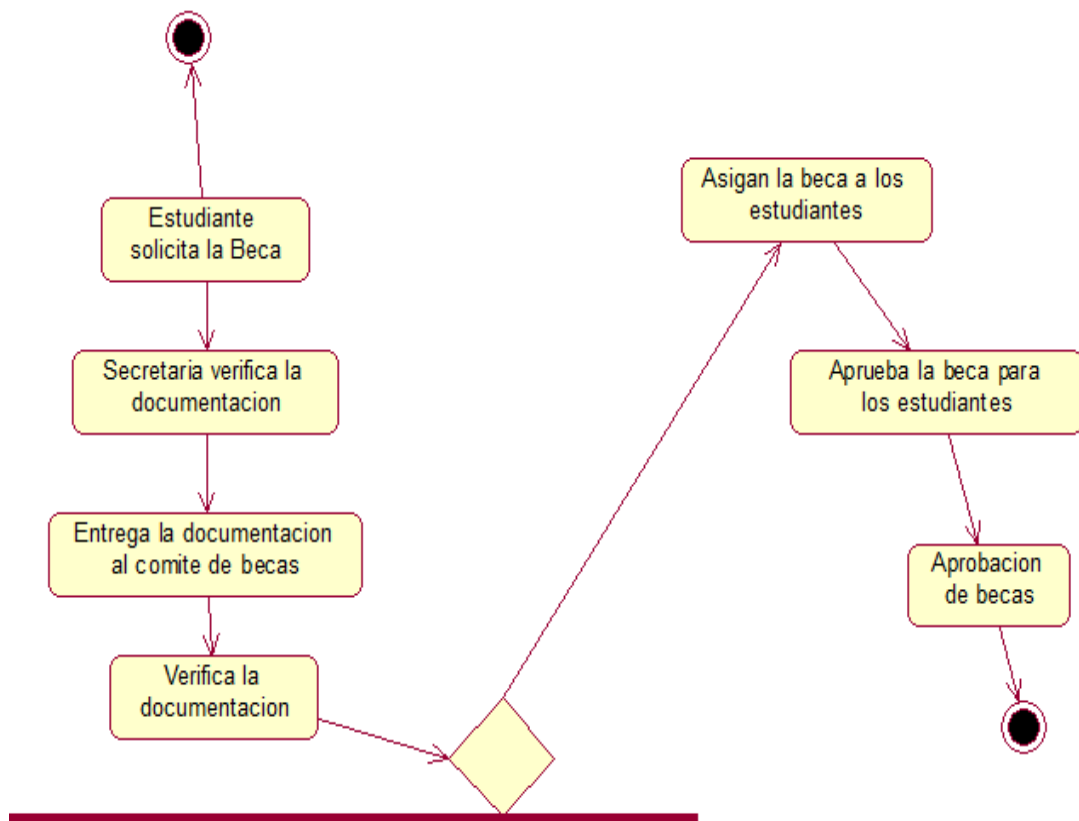 Estudiante
solicita la Beca
Secretaria verifica la
documentacion
Entrega la documentacion
al comite de becas
Verifica la
documentacion
Asigan la beca a los
estudiantes
Aprueba la beca para
los estudiantes
Aprobacion
de becas